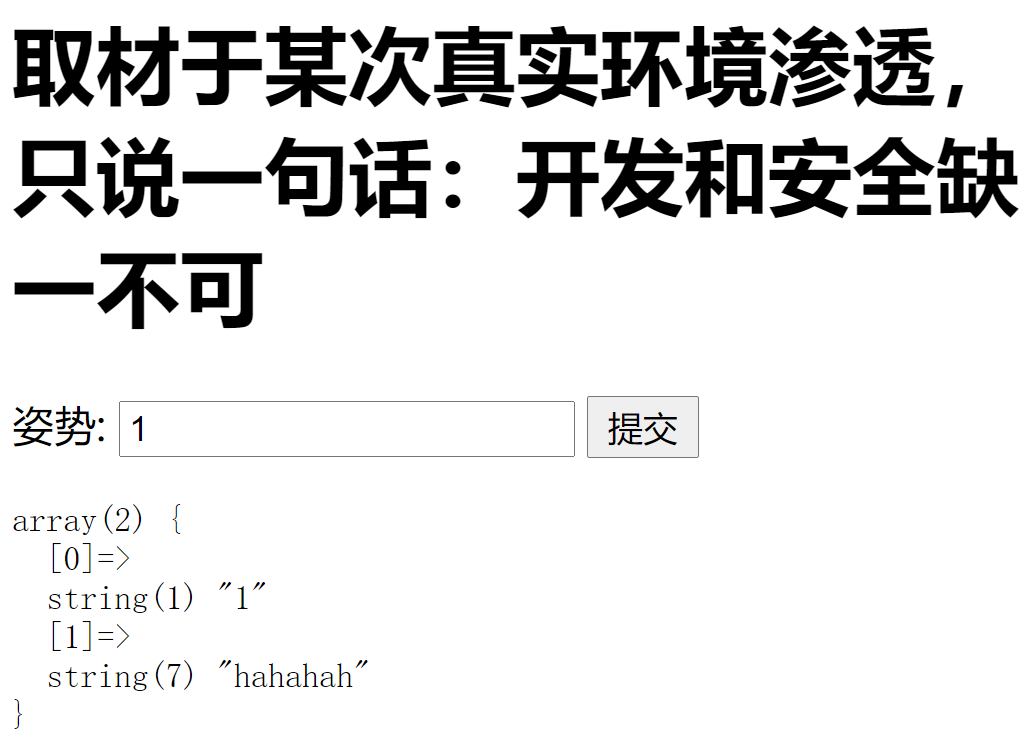 取材于某次真实环境渗透，
只说一句话：开发和安全缺
一不可
姿势: 1 提交
array(2) {
[0]=>
string(1) "1"
[1]=>
string(7) "hahahah"
}